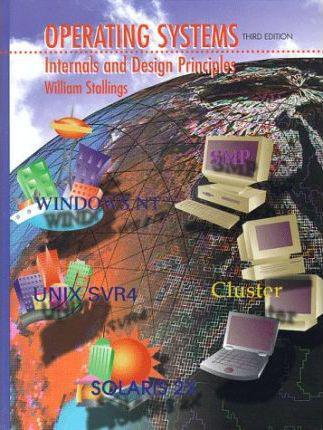 OPERATING SYSTEMS THIRD EDITION
Internals and Design Principles
William Stallings
SMP
WINDOWS NT
UNIX SVR4
Cluster
SOLARIS 2.X